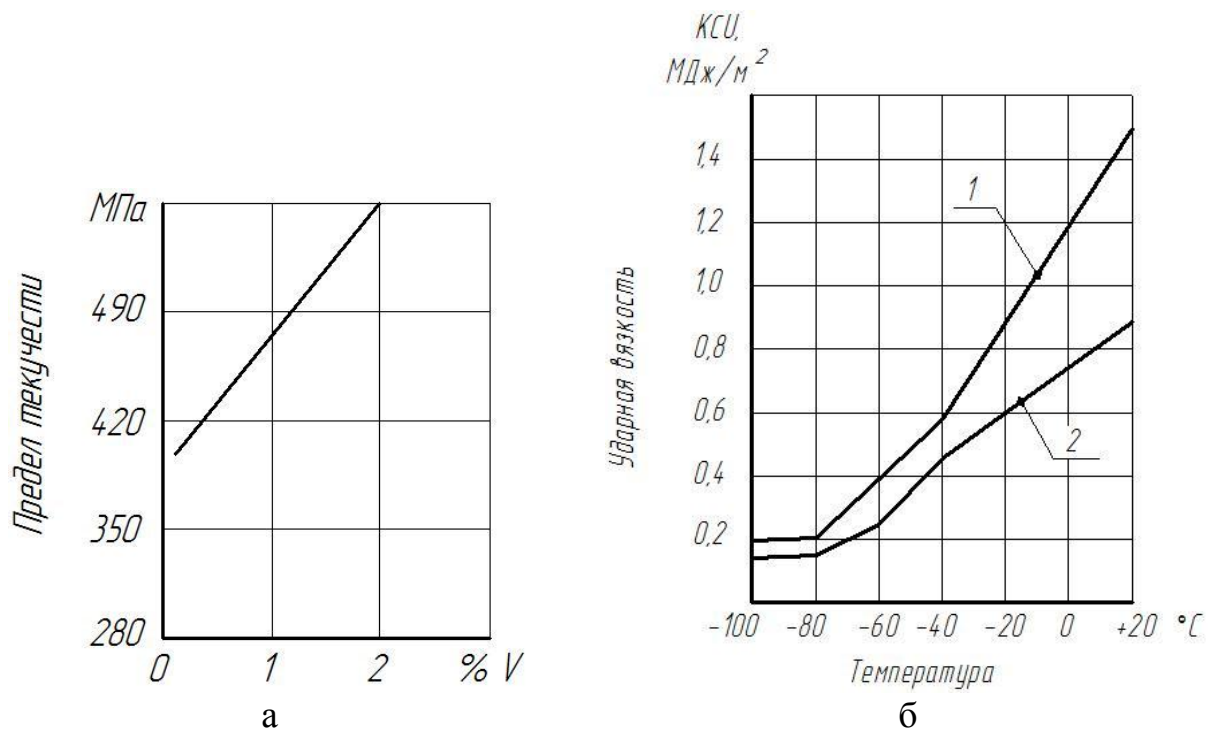 Предел текучести
МПа
490
420
350
280
0 1 2 % V
а
KCU,
МДж/м²
Ударная вязкость
1,4
1,2
1,0
0,8
0,6
0,4
0,2
1
2
-100 -80 -60 -40 -20 0 +20 °C
Температура
б